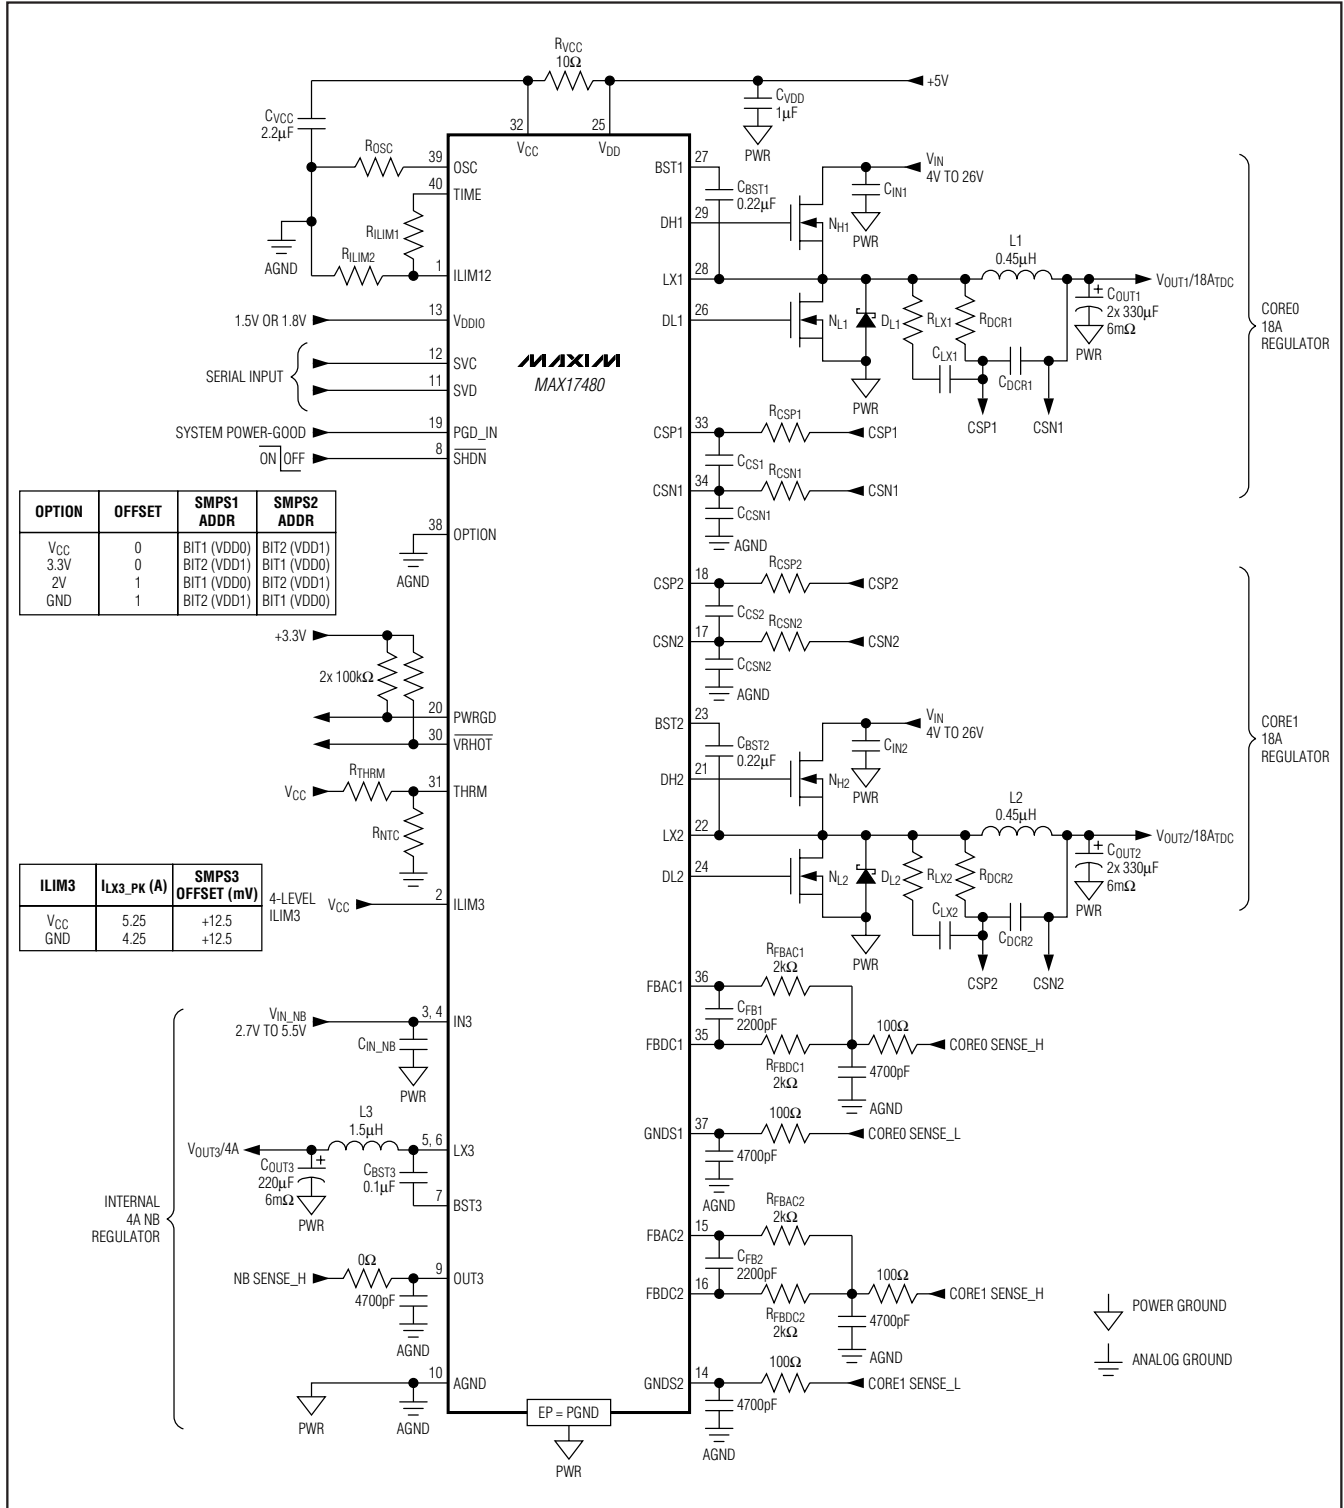 RVCC
10Ω
+5V
CVCC
2.2μF
CVDD
1μF
PWR
32
25
VCC
VDD
ROSC
39
OSC
40
TIME
RILIM1
AGND
RILIM2
1
ILIM12
1.5V OR 1.8V
13
VDDIO
SERIAL INPUT
12
SVC
11
SVD
SYSTEM POWER-GOOD
19
PGD_IN
ON OFF
8
SHDN
MAXIM
MAX17480
OPTION OFFSET SMPS1 ADDR SMPS2 ADDR
VCC 0 BIT1 (VDD0) BIT2 (VDD1)
3.3V 0 BIT2 (VDD1) BIT1 (VDD0)
2V 1 BIT1 (VDD0) BIT2 (VDD1)
GND 1 BIT2 (VDD1) BIT1 (VDD0)
38
OPTION
AGND
+3.3V
2x 100kΩ
20
PWRGD
30
VRHOT
RTHRM
VCC
31
THRM
RNTC
ILIM3 ILX3_PK (A) SMPS3 OFFSET (mV)
VCC 5.25 +12.5
GND 4.25 +12.5
4-LEVEL
ILIM3
VCC
2
ILIM3
VIN_NB
2.7V TO 5.5V
3, 4
IN3
CIN_NB
PWR
L3
1.5μH
VOUT3/4A
5, 6
LX3
COUT3
+
220μF
6mΩ
PWR
CBST3
0.1μF
7
BST3
INTERNAL
4A NB
REGULATOR
0Ω
NB SENSE_H
9
OUT3
4700pF
AGND
10
AGND
PWR
AGND
EP = PGND
PWR
27
BST1
CBST1
0.22μF
VIN
4V TO 26V
CIN1
PWR
29
DH1
NH1
28
LX1
L1
0.45μH
VOUT1/18ATDC
26
DL1
NL1
DL1
RLX1
RDCR1
+
COUT1
2x 330μF
6mΩ
PWR
CLX1
CDCR1
PWR
CSP1
CSN1
CORE0
18A
REGULATOR
33
CSP1
RCSP1
CSP1
CCS1
34
CSN1
RCSN1
CSN1
CCSN1
AGND
18
CSP2
RCSP2
CSP2
CCS2
17
CSN2
RCSN2
CSN2
CCSN2
AGND
23
BST2
CBST2
0.22μF
VIN
4V TO 26V
CIN2
PWR
21
DH2
NH2
22
LX2
L2
0.45μH
VOUT2/18ATDC
24
DL2
NL2
DL2
RLX2
RDCR2
+
COUT2
2x 330μF
6mΩ
PWR
CLX2
CDCR2
PWR
CSP2
CSN2
CORE1
18A
REGULATOR
36
FBAC1
RFBAC1
2kΩ
CFB1
2200pF
35
FBDC1
RFBDC1
2kΩ
100Ω
CORE0 SENSE_H
4700pF
AGND
37
GNDS1
100Ω
CORE0 SENSE_L
4700pF
AGND
15
FBAC2
RFBAC2
2kΩ
CFB2
2200pF
16
FBDC2
RFBDC2
2kΩ
100Ω
CORE1 SENSE_H
4700pF
AGND
14
GNDS2
100Ω
CORE1 SENSE_L
4700pF
AGND
POWER GROUND
ANALOG GROUND